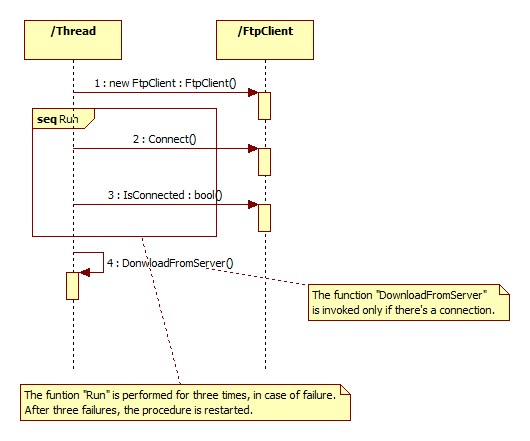 /Thread
/FtpClient
1 : new FtpClient : FtpClient()
seq Run
2 : Connect()
3 : IsConnected : bool()
4 : DonwloadFromServer()
The function "DownloadFromServer"
is invoked only if there's a connection.
The funtion "Run" is performed for three times, in case of failure.
After three failures, the procedure is restarted.